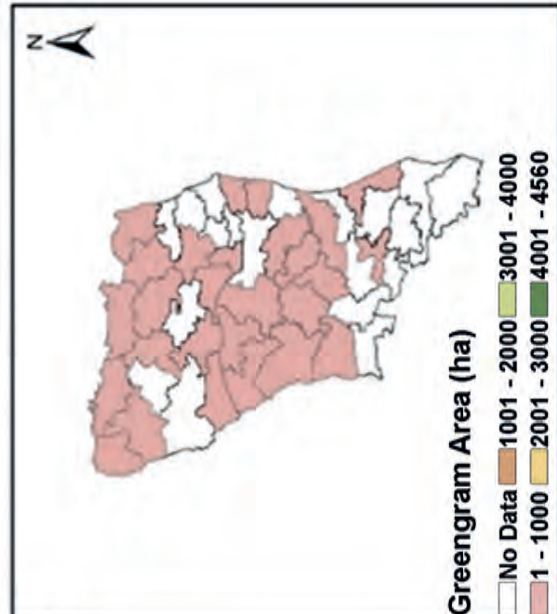 N
Greengram Area (ha)
No Data 1001 - 2000 3001 - 4000
1 - 1000 2001 - 3000 4001 - 4560